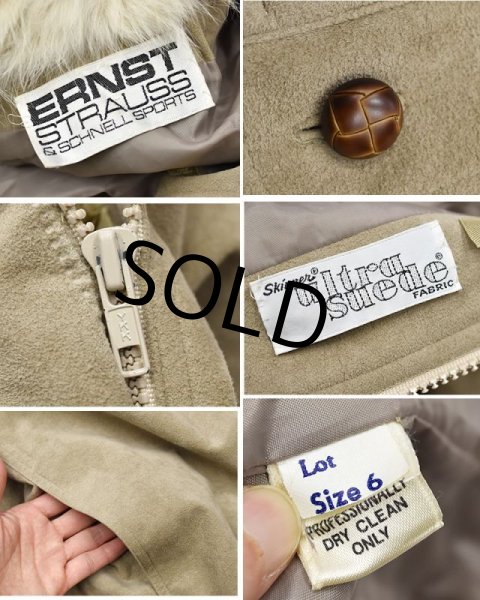 ERNST
STRAUSS
& SCHNELL SPORTS
YKK
SOLD
Skinner®
ultra
suede®
FABRIC
Lot
Size 6
PROFESSIONALLY
DRY CLEAN
ONLY